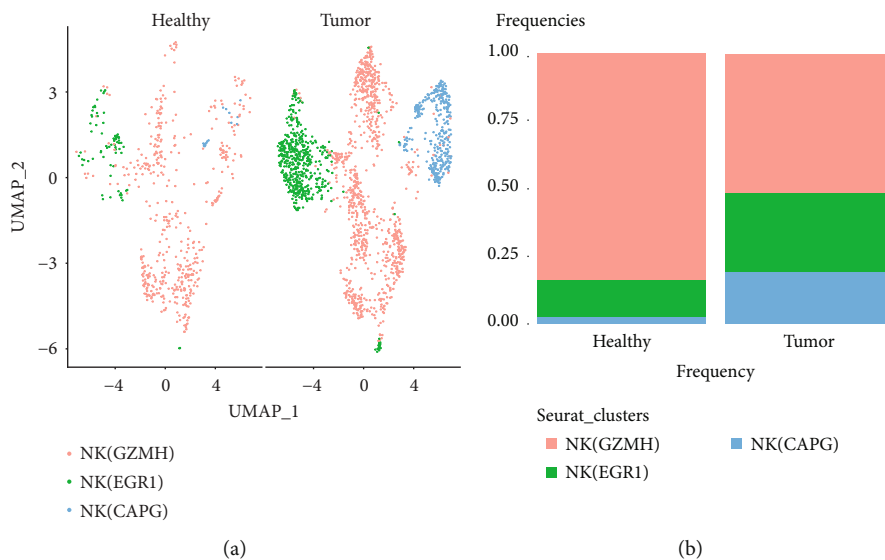 Healthy
Tumor
UMAP_2
3
0
−3
−6
−4
0
4
−4
0
4
UMAP_1
NK(GZMH)
NK(EGR1)
NK(CAPG)
(a)
Frequencies
1.00
0.75
0.50
0.25
0.00
Healthy
Tumor
Frequency
Seurat_clusters
NK(GZMH)
NK(CAPG)
NK(EGR1)
(b)